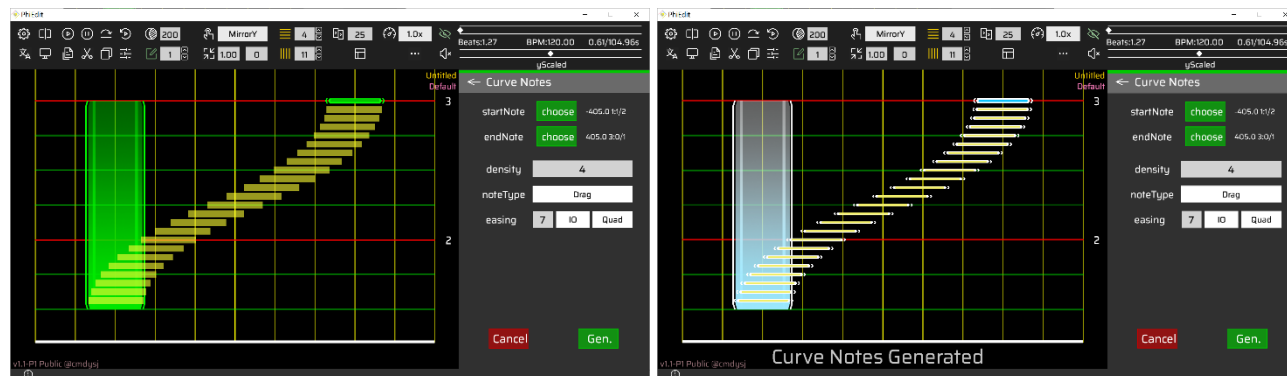 PhiEdit
200 MirrorY 4 25 1.0x
1 1.00 0 11 ...
Beats:1.27 BPM:120.00 0.61/104.96s
yScaled
Untitled
Default
3
2
← Curve Notes
startNote choose -405.0 1:1/2
endNote choose 405.0 3:0/1
density 4
noteType Drag
easing 7 IO Quad
Cancel Gen.
v1.1-P1 Public @cmdysj
PhiEdit
200 MirrorY 4 25 1.0x
1 1.00 0 11 ...
Beats:1.27 BPM:120.00 0.61/104.96s
yScaled
Untitled
Default
3
2
← Curve Notes
startNote choose -405.0 1:1/2
endNote choose 405.0 3:0/1
density 4
noteType Drag
easing 7 IO Quad
Cancel Gen.
Curve Notes Generated
v1.1-P1 Public @cmdysj